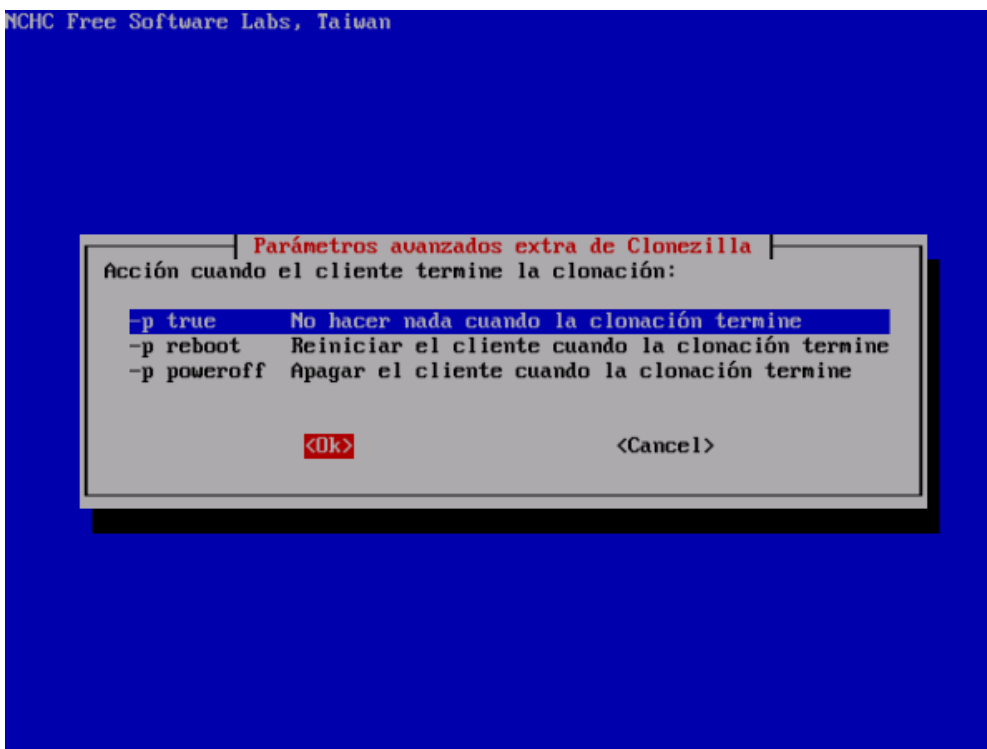 NCHC Free Software Labs, Taiwan
Parámetros avanzados extra de Clonezilla
Acción cuando el cliente termine la clonación:
-p true No hacer nada cuando la clonación termine
-p reboot Reiniciar el cliente cuando la clonación termine
-p poweroff Apagar el cliente cuando la clonación termine
<Ok> <Cancel>